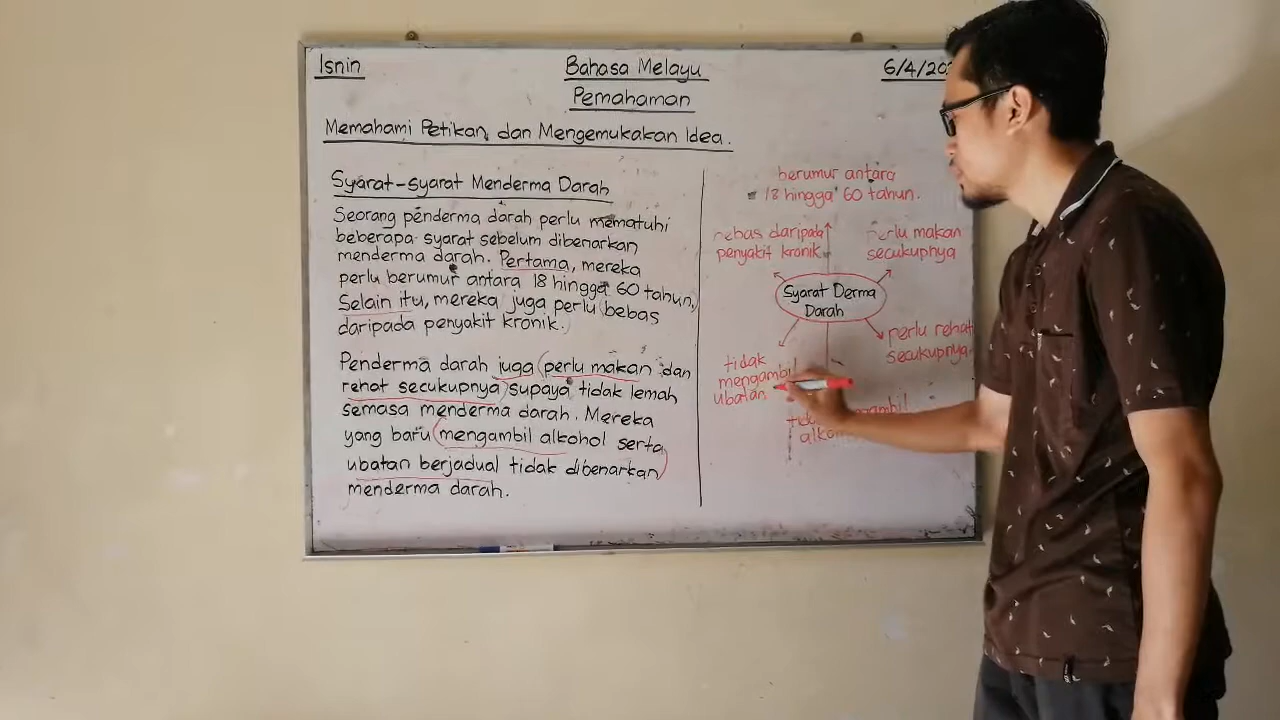 Isnin
Bahasa Melayu
6/4/20
Pemahaman
Memahami Petikan dan Mengemukakan Idea.
Syarat-syarat Menderma Darah
Seorang penderma darah perlu mematuhi
beberapa syarat sebelum dibenarkan
menderma darah. Pertama, mereka
perlu berumur antara 18 hingga 60 tahun.
Selain itu, mereka juga perlu bebas
daripada penyakit kronik.
Penderma darah juga (perlu makan dan
rehat secukupnya) supaya tidak lemah
semasa menderma darah. Mereka
yang baru (mengambil alkohol serta
ubatan berjadual tidak dibenarkan)
menderma darah.
berumur antara
18 hingga 60 tahun.
bebas daripada
penyakit kronik
perlu makan
secukupnya
Syarat Derma
Darah
perlu rehat
secukupnya
tidak
mengambil
ubatan